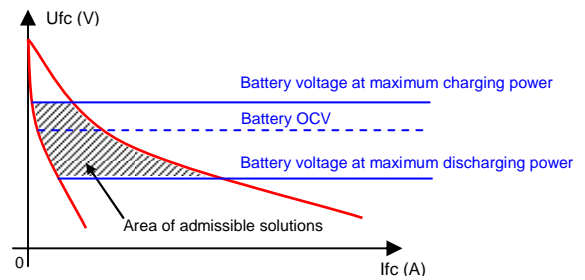 Ufc (V)
Battery voltage at maximum charging power
Battery OCV
Battery voltage at maximum discharging power
Area of admissible solutions
0
Ifc (A)